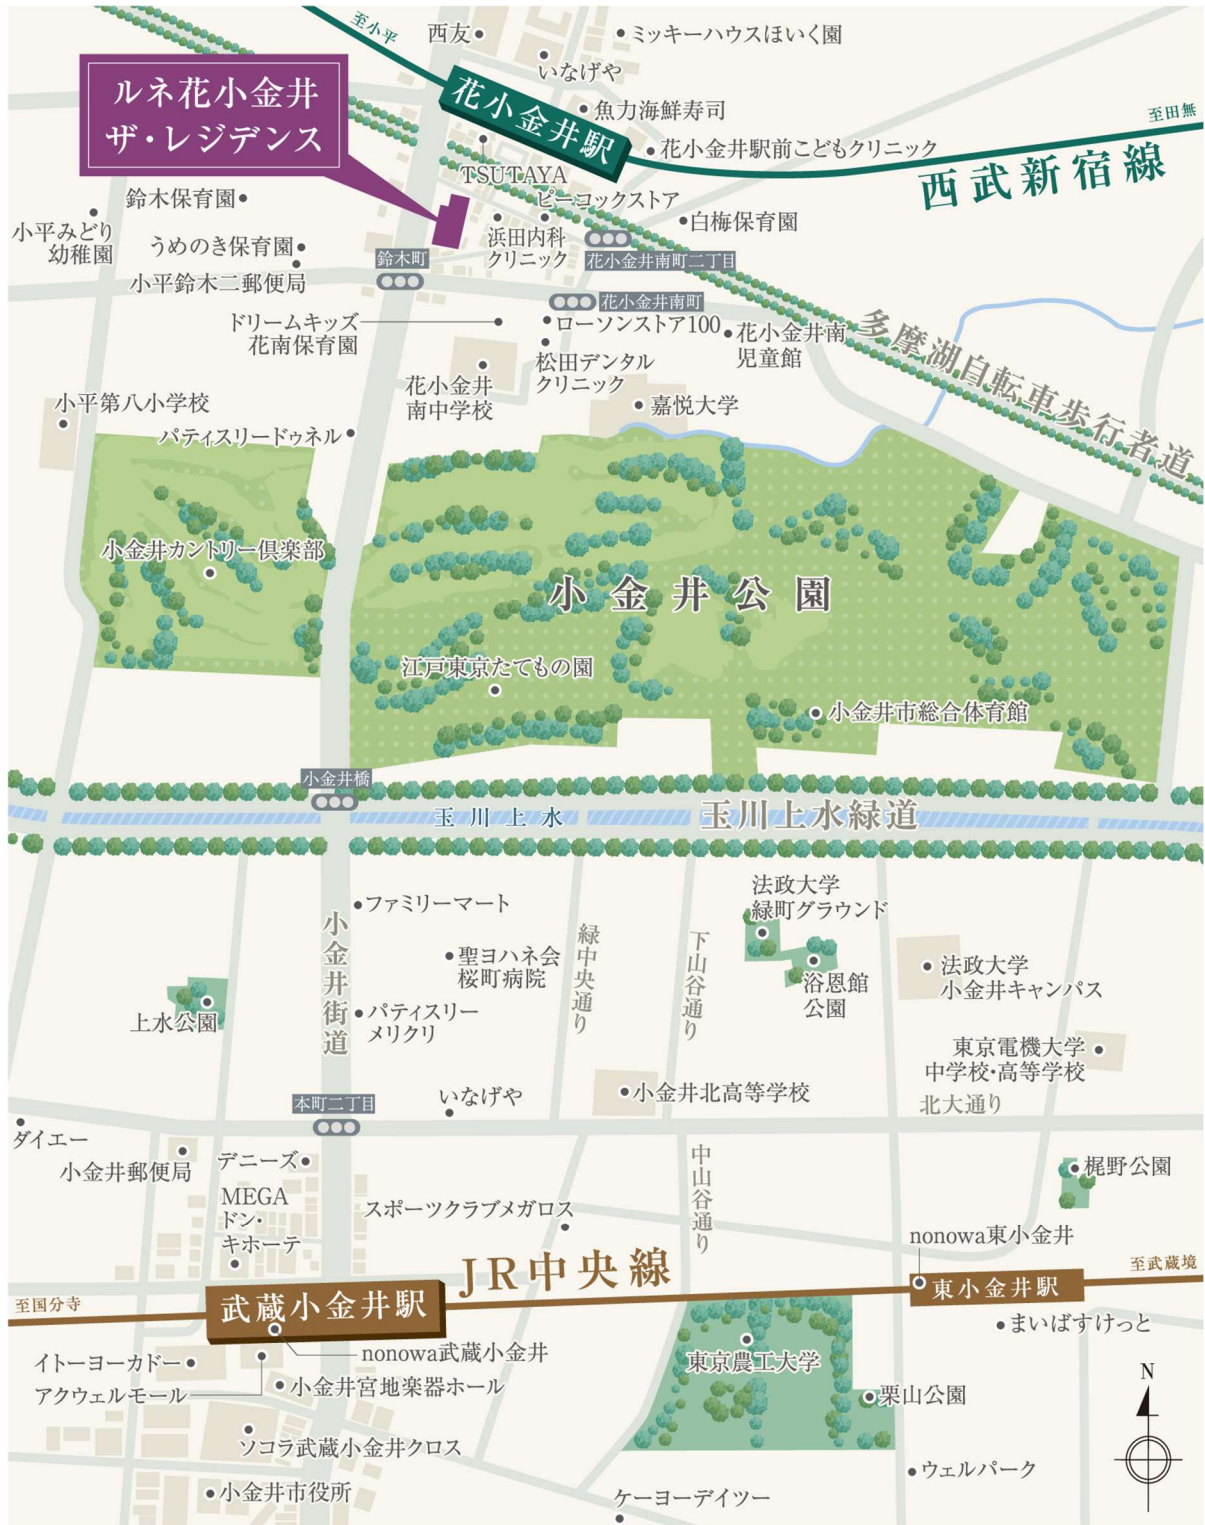 至小平
西友
ミッキーハウスほいく園
いなげや
ルネ花小金井
ザ・レジデンス
花小金井駅
魚力海鮮寿司
至田無
花小金井駅前こどもクリニック
西武新宿線
TSUTAYA
ピーコックストア
鈴木保育園
白梅保育園
小平みどり
幼稚園
うめのき保育園
浜田内科
クリニック
鈴木町
花小金井南町二丁目
小平鈴木二郵便局
花小金井南町
ドリームキッズ
花南保育園
ローソンストア100
花小金井南
児童館
多摩湖自転車歩行者道
松田デンタル
クリニック
花小金井
南中学校
小平第八小学校
嘉悦大学
パティスリードゥネル
小金井カントリー倶楽部
小金井公園
江戸東京たてもの園
小金井市総合体育館
小金井橋
玉川上水
玉川上水緑道
ファミリーマート
法政大学
緑町グラウンド
小金井街道
緑中央通り
下山谷通り
聖ヨハネ会
桜町病院
法政大学
小金井キャンパス
浴恩館
公園
上水公園
パティスリー
メリクリ
東京電機大学
中学校・高等学校
いなげや
小金井北高等学校
北大通り
本町二丁目
ダイエー
小金井郵便局
デニーズ
中山谷通り
梶野公園
MEGA
ドン・
キホーテ
スポーツクラブメガロス
nonowa東小金井
JR中央線
至武蔵境
東小金井駅
至国分寺
武蔵小金井駅
まいばすけっと
nonowa武蔵小金井
イトーヨーカドー
東京農工大学
アクウェルモール
小金井宮地楽器ホール
栗山公園
N
ソコラ武蔵小金井クロス
ウェルパーク
小金井市役所
ケーヨーデイツー